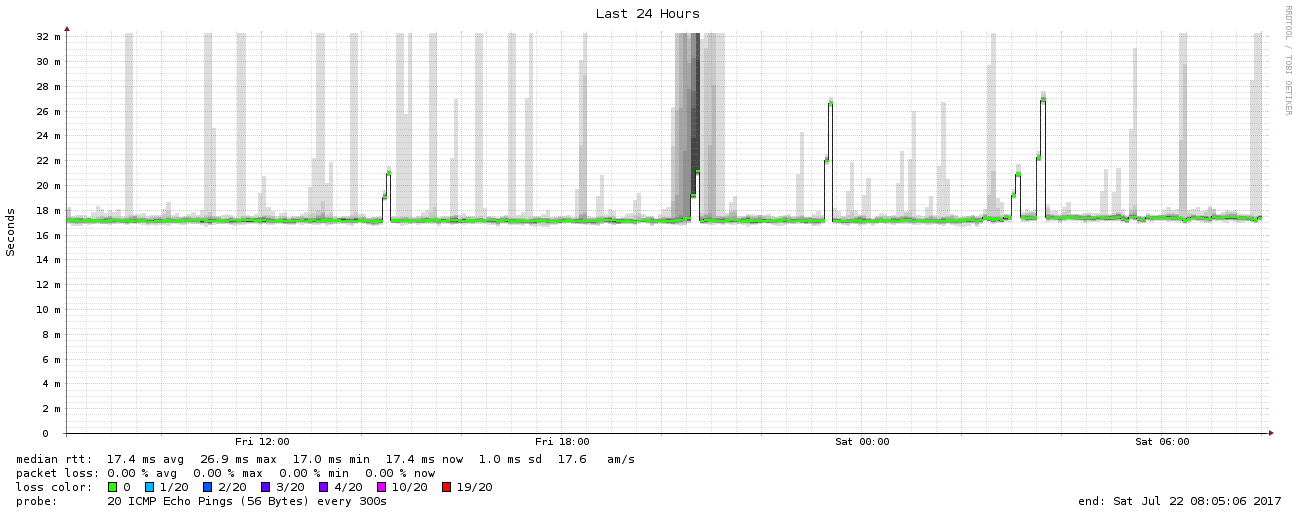 Last 24 Hours
RRDTOOL / TOBI OETIKER
Seconds
32 m
30 m
28 m
26 m
24 m
22 m
20 m
18 m
16 m
14 m
12 m
10 m
8 m
6 m
4 m
2 m
0
Fri 12:00 Fri 18:00 Sat 00:00 Sat 06:00
median rtt: 17.4 ms avg 26.9 ms max 17.0 ms min 17.4 ms now 1.0 ms sd 17.6 am/s
packet loss: 0.00 % avg 0.00 % max 0.00 % min 0.00 % now
loss color: 0 1/20 2/20 3/20 4/20 10/20 19/20
probe: 20 ICMP Echo Pings (56 Bytes) every 300s end: Sat Jul 22 08:05:06 2017